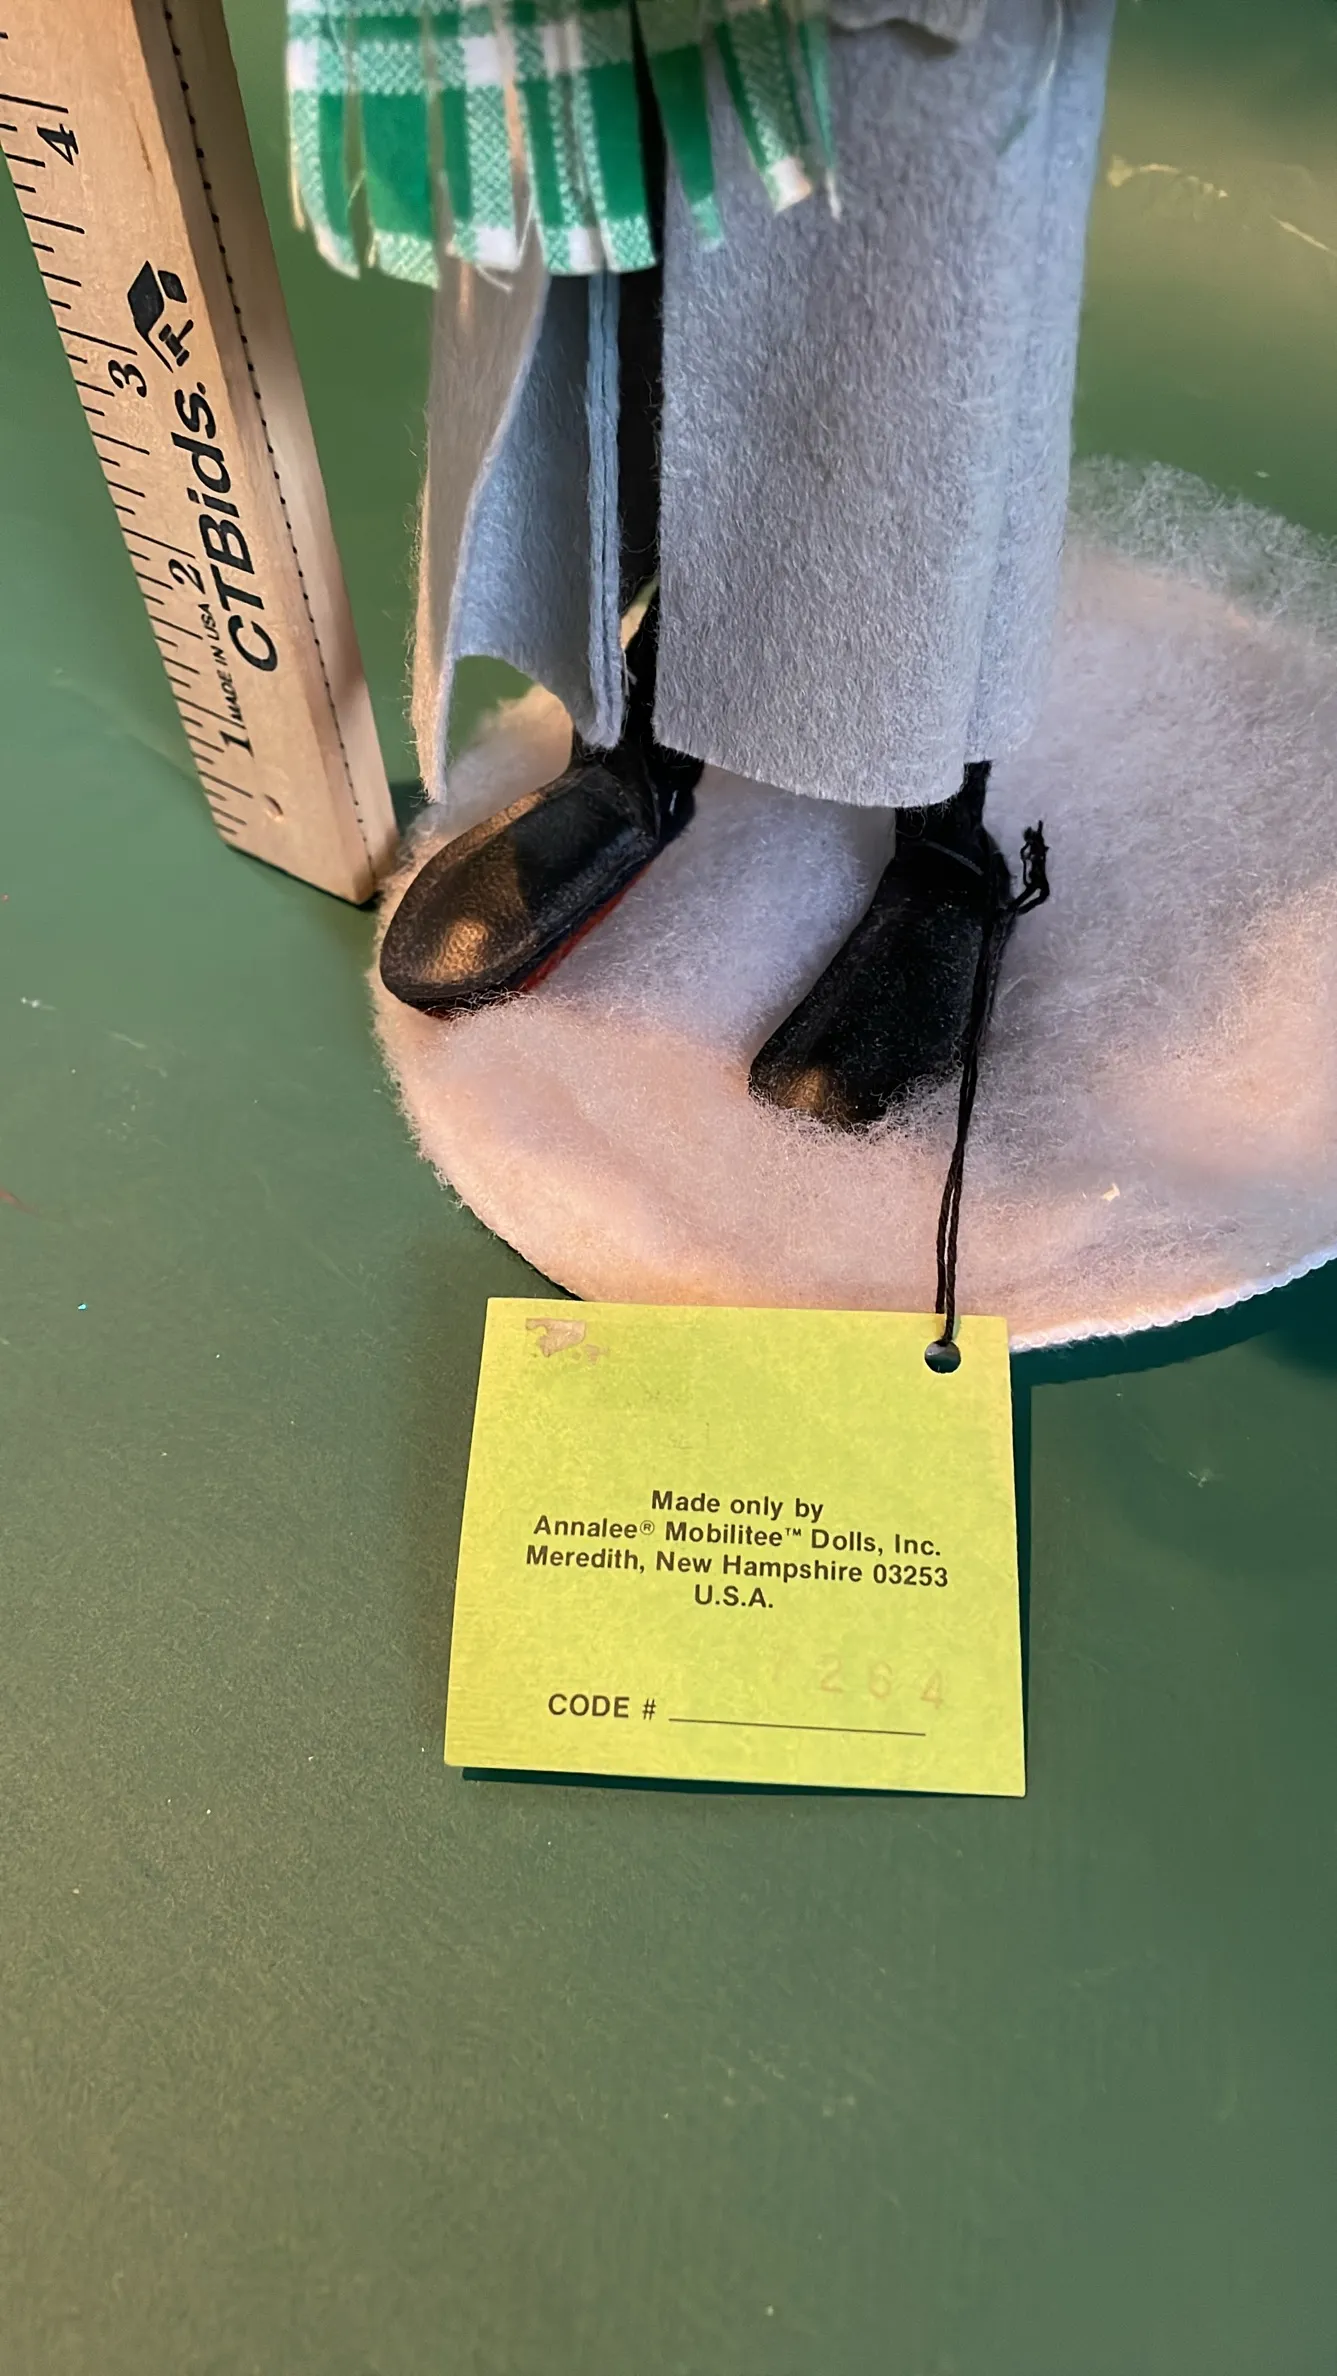 4
3
2
1
CTBids.
MADE IN USA
Made only by
Annalee® Mobilitee™ Dolls, Inc.
Meredith, New Hampshire 03253
U.S.A.
7264
CODE #